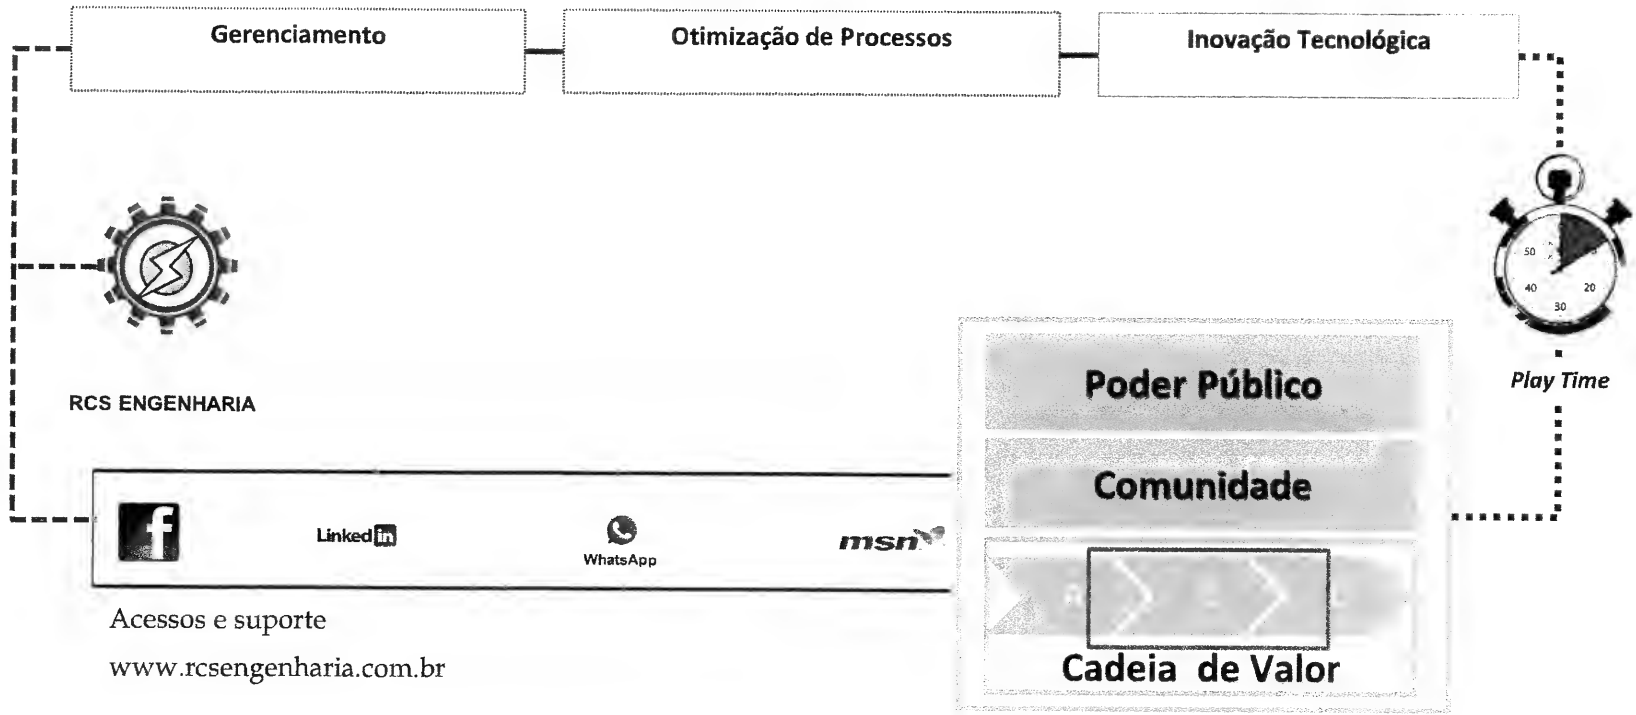 Gerenciamento
Otimização de Processos
Inovação Tecnológica
50
40
30
20
Play Time
RCS ENGENHARIA
Poder Público
Comunidade
Cadeia de Valor
f
Linked in
WhatsApp
msn
Acessos e suporte
www.rcsengenharia.com.br